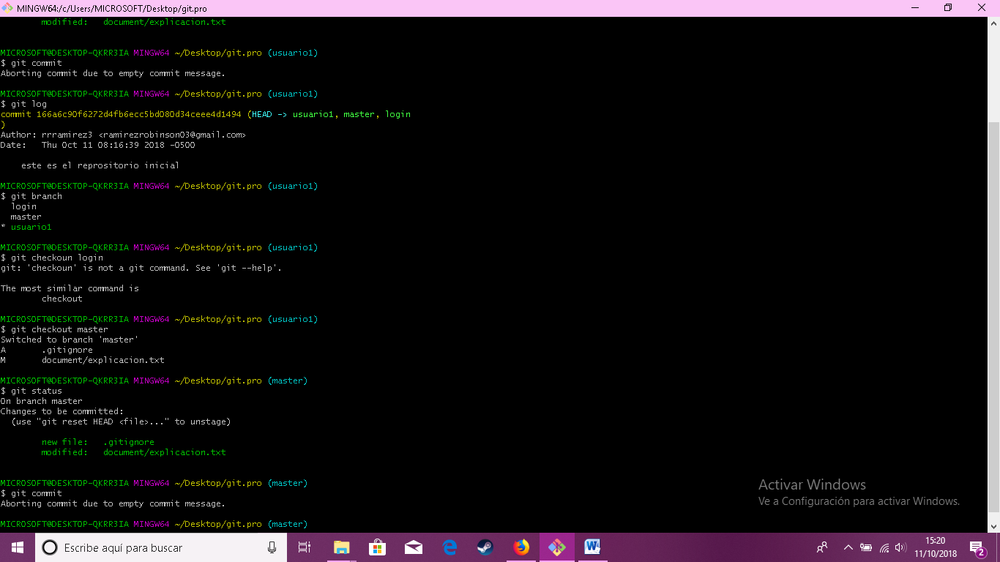 MINGW64:/c/Users/MICROSOFT/Desktop/git.pro
modified: document/explicacion.txt
MICROSOFT@DESKTOP-QKRR3IA MINGW64 ~/Desktop/git.pro (usuario1)
$ git commit
Aborting commit due to empty commit message.
MICROSOFT@DESKTOP-QKRR3IA MINGW64 ~/Desktop/git.pro (usuario1)
$ git log
commit 166a6c90f6272d4fb6ecc5bd080d34ceee4d1494 (HEAD -> usuario1, master, login
)
Author: rrramirez3 <ramirezrobinson03@gmail.com>
Date: Thu Oct 11 08:16:39 2018 -0500
este es el reprositorio inicial
MICROSOFT@DESKTOP-QKRR3IA MINGW64 ~/Desktop/git.pro (usuario1)
$ git branch
login
master
* usuario1
MICROSOFT@DESKTOP-QKRR3IA MINGW64 ~/Desktop/git.pro (usuario1)
$ git checkoun login
git: 'checkoun' is not a git command. See 'git --help'.
The most similar command is
checkout
MICROSOFT@DESKTOP-QKRR3IA MINGW64 ~/Desktop/git.pro (usuario1)
$ git checkout master
Switched to branch 'master'
A .gitignore
M document/explicacion.txt
MICROSOFT@DESKTOP-QKRR3IA MINGW64 ~/Desktop/git.pro (master)
$ git status
On branch master
Changes to be committed:
(use "git reset HEAD <file>..." to unstage)
new file: .gitignore
modified: document/explicacion.txt
MICROSOFT@DESKTOP-QKRR3IA MINGW64 ~/Desktop/git.pro (master)
$ git commit
Aborting commit due to empty commit message.
MICROSOFT@DESKTOP-QKRR3IA MINGW64 ~/Desktop/git.pro (master)
Activar Windows
Ve a Configuración para activar Windows.
Escribe aquí para buscar
15:20
11/10/2018
2